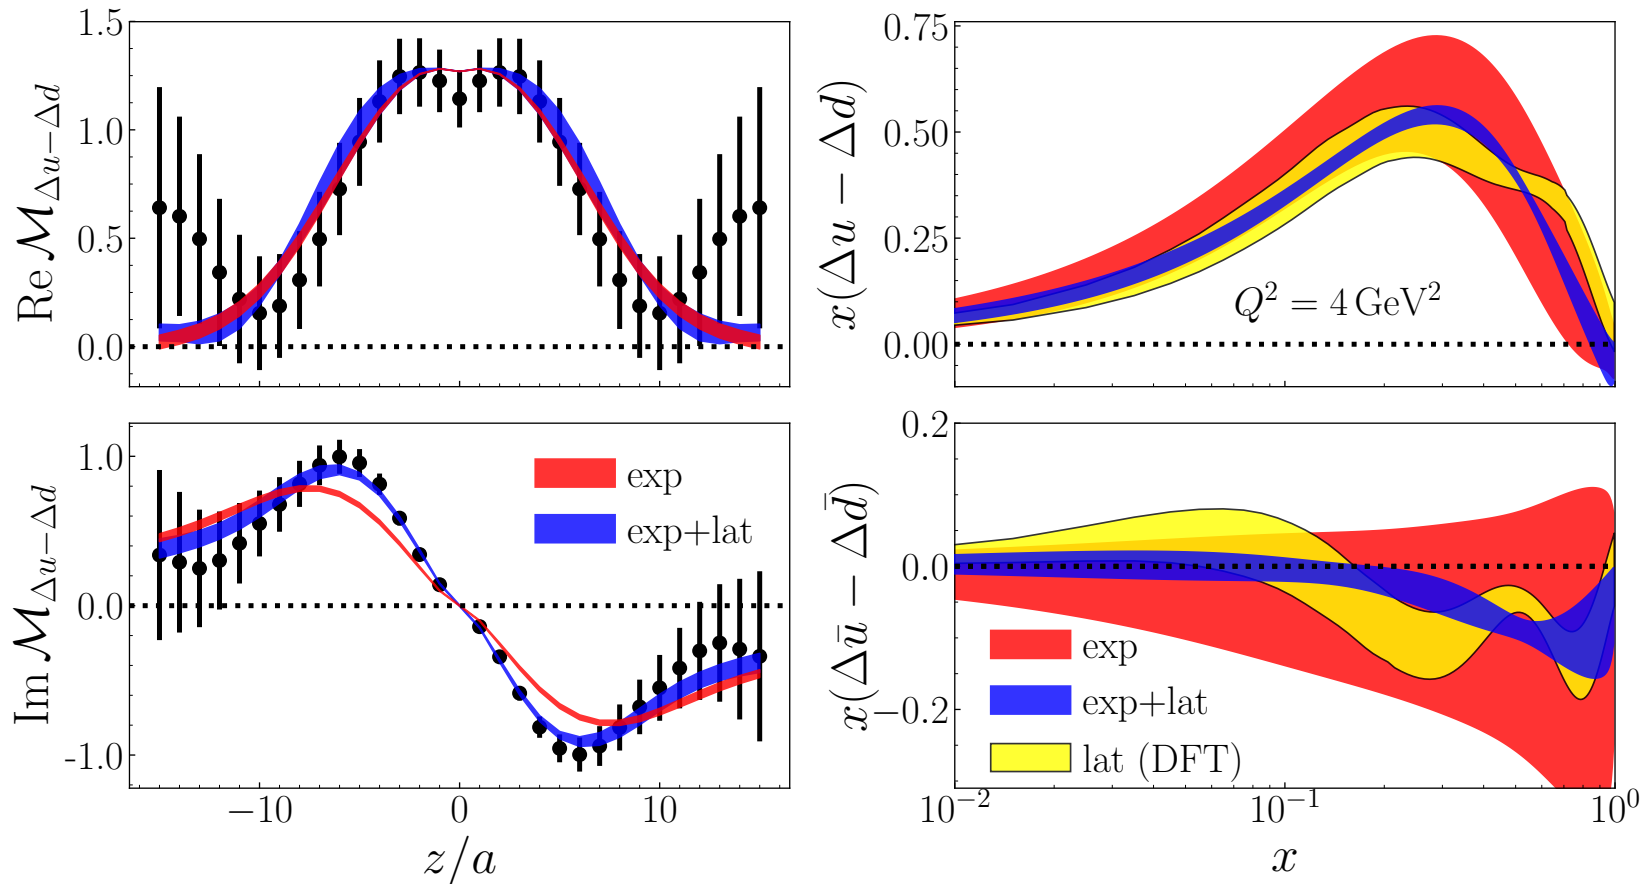 Re M_{Δu−Δd}
1.5
1.0
0.5
0.0
x(Δu − Δd)
0.75
0.50
0.25
0.00
Q² = 4 GeV²
Im M_{Δu−Δd}
1.0
0.0
-1.0
exp
exp+lat
−10
0
10
z/a
x(Δū − Δd̄)
0.2
0.0
−0.2
exp
exp+lat
lat (DFT)
10⁻²
10⁻¹
10⁰
x